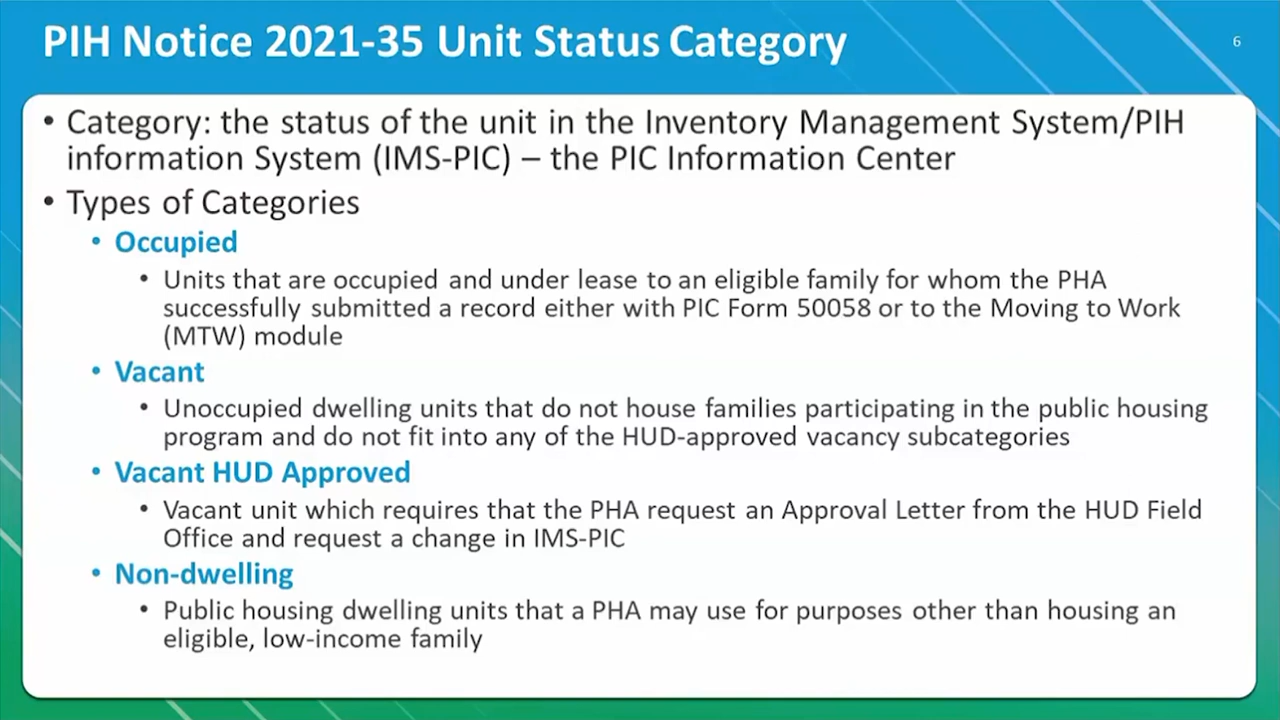 PIH Notice 2021-35 Unit Status Category
6
• Category: the status of the unit in the Inventory Management System/PIH
information System (IMS-PIC) – the PIC Information Center
• Types of Categories
• Occupied
• Units that are occupied and under lease to an eligible family for whom the PHA
successfully submitted a record either with PIC Form 50058 or to the Moving to Work
(MTW) module
• Vacant
• Unoccupied dwelling units that do not house families participating in the public housing
program and do not fit into any of the HUD-approved vacancy subcategories
• Vacant HUD Approved
• Vacant unit which requires that the PHA request an Approval Letter from the HUD Field
Office and request a change in IMS-PIC
• Non-dwelling
• Public housing dwelling units that a PHA may use for purposes other than housing an
eligible, low-income family